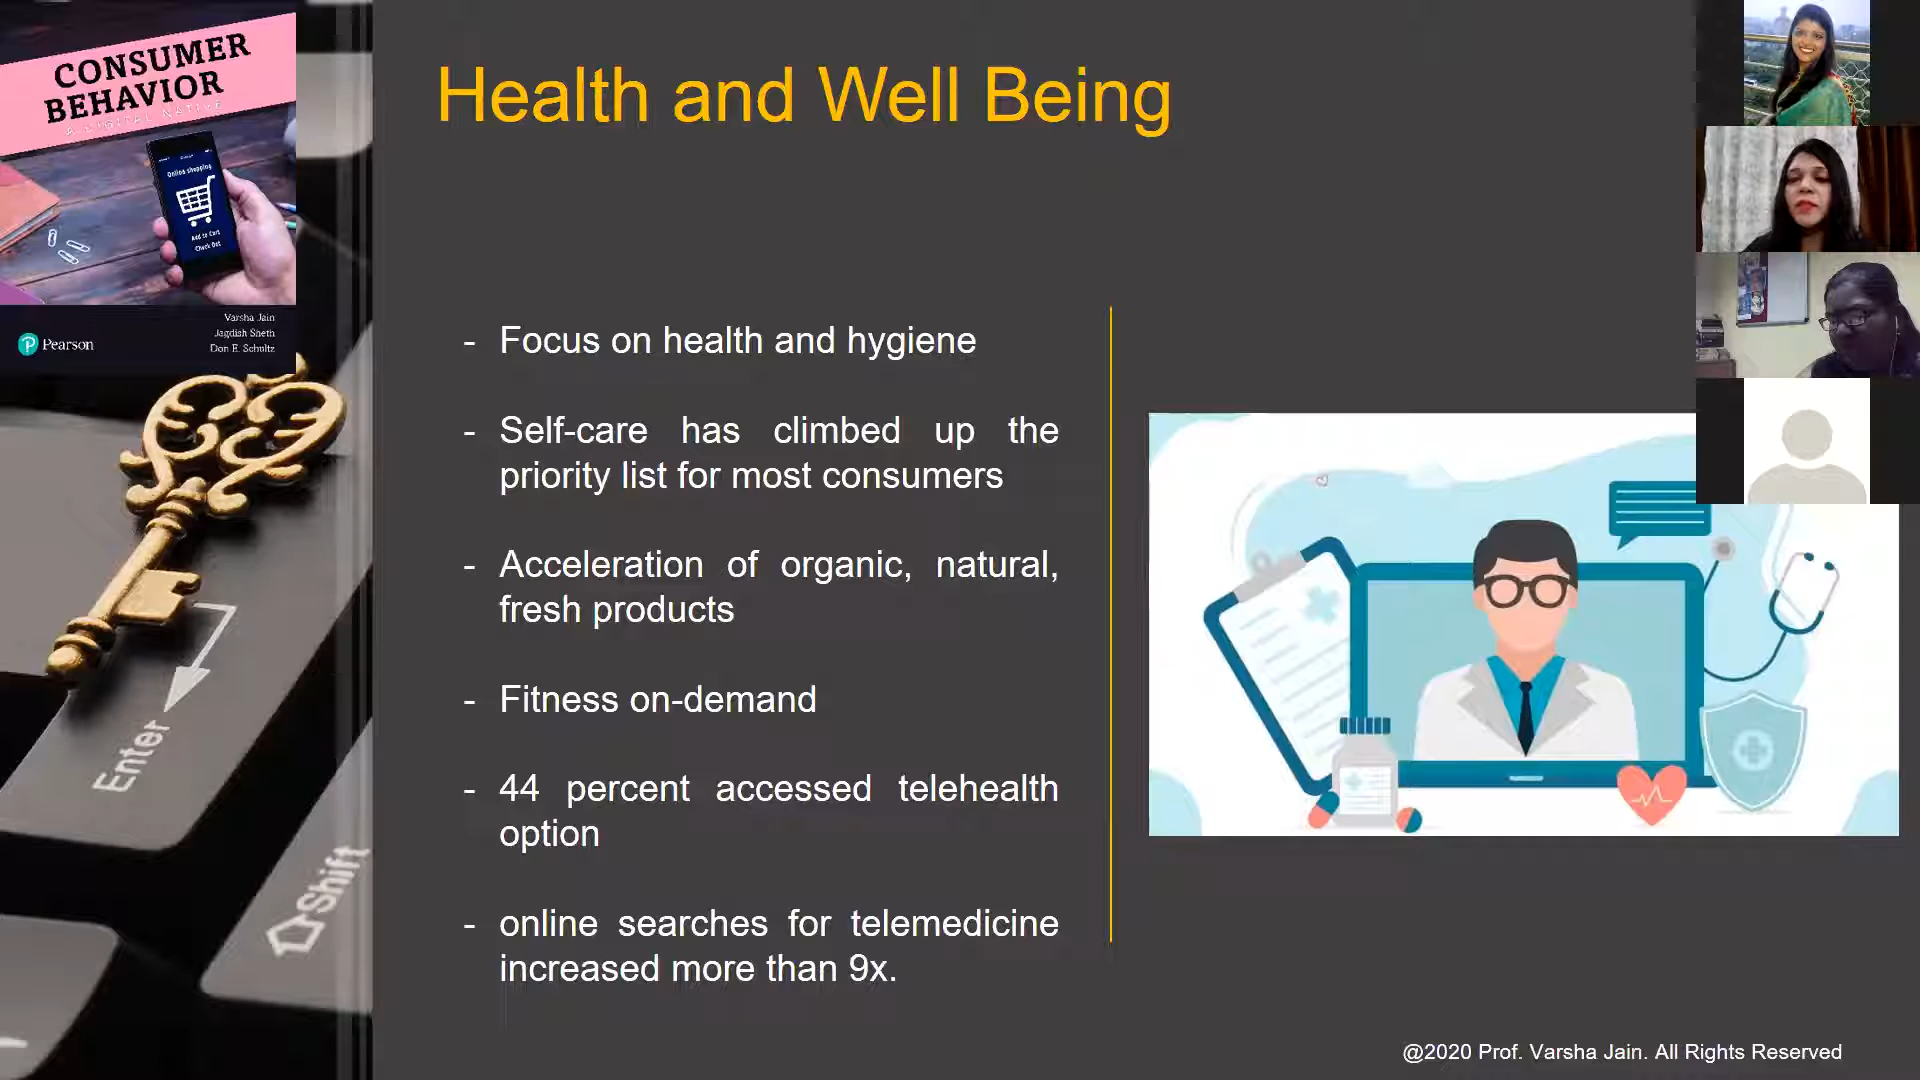 CONSUMER
BEHAVIOR
A DIGITAL NATIVE
Online shopping
Add to Cart
Check Out
Varsha Jain
Jagdish Sheth
Don E. Schultz
Pearson
Enter
Shift
Health and Well Being
- Focus on health and hygiene
- Self-care has climbed up the
priority list for most consumers
- Acceleration of organic, natural,
fresh products
- Fitness on-demand
- 44 percent accessed telehealth
option
- online searches for telemedicine
increased more than 9x.
@2020 Prof. Varsha Jain. All Rights Reserved